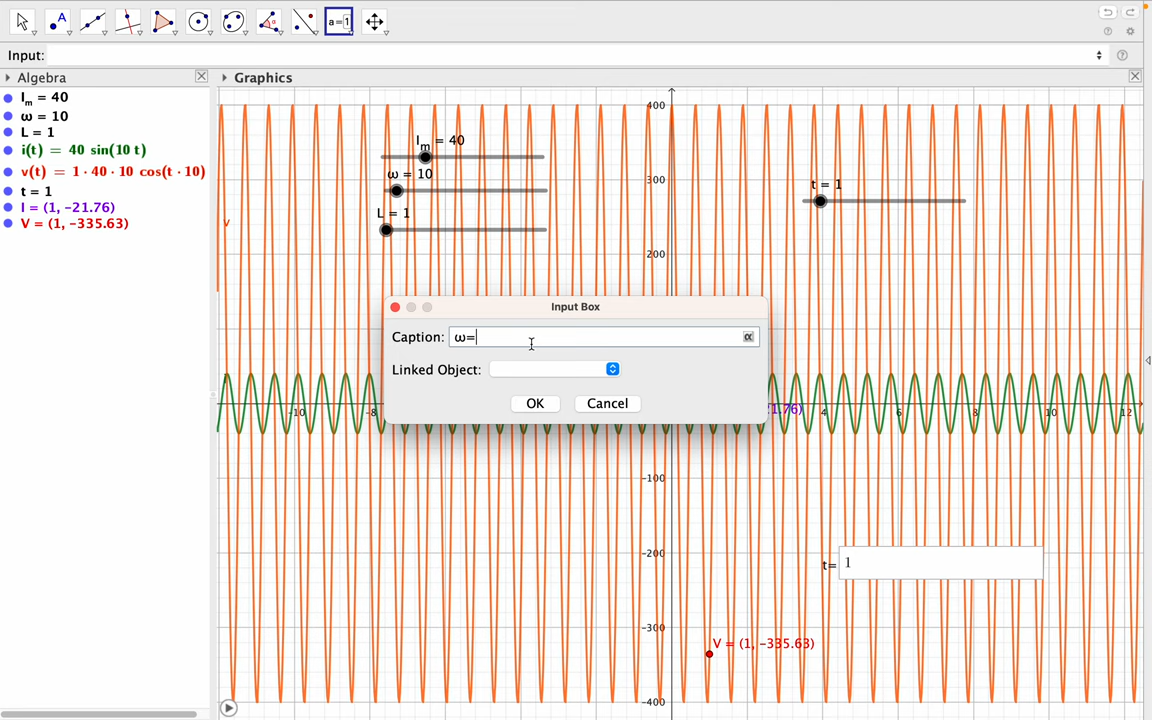 a=1
Input:
Algebra
Graphics
Iₘ = 40
ω = 10
L = 1
i(t) = 40 sin(10 t)
v(t) = 1·40·10 cos(t·10)
t = 1
I = (1, −21.76)
V = (1, −335.63)
v
Iₘ = 40
ω = 10
L = 1
t = 1
400
300
200
Input Box
Caption: ω=
α
Linked Object:
OK Cancel
1.76)
-10 -8 4 6 8 10 12
-100
-200
t= 1
-300
V = (1, −335.63)
-400